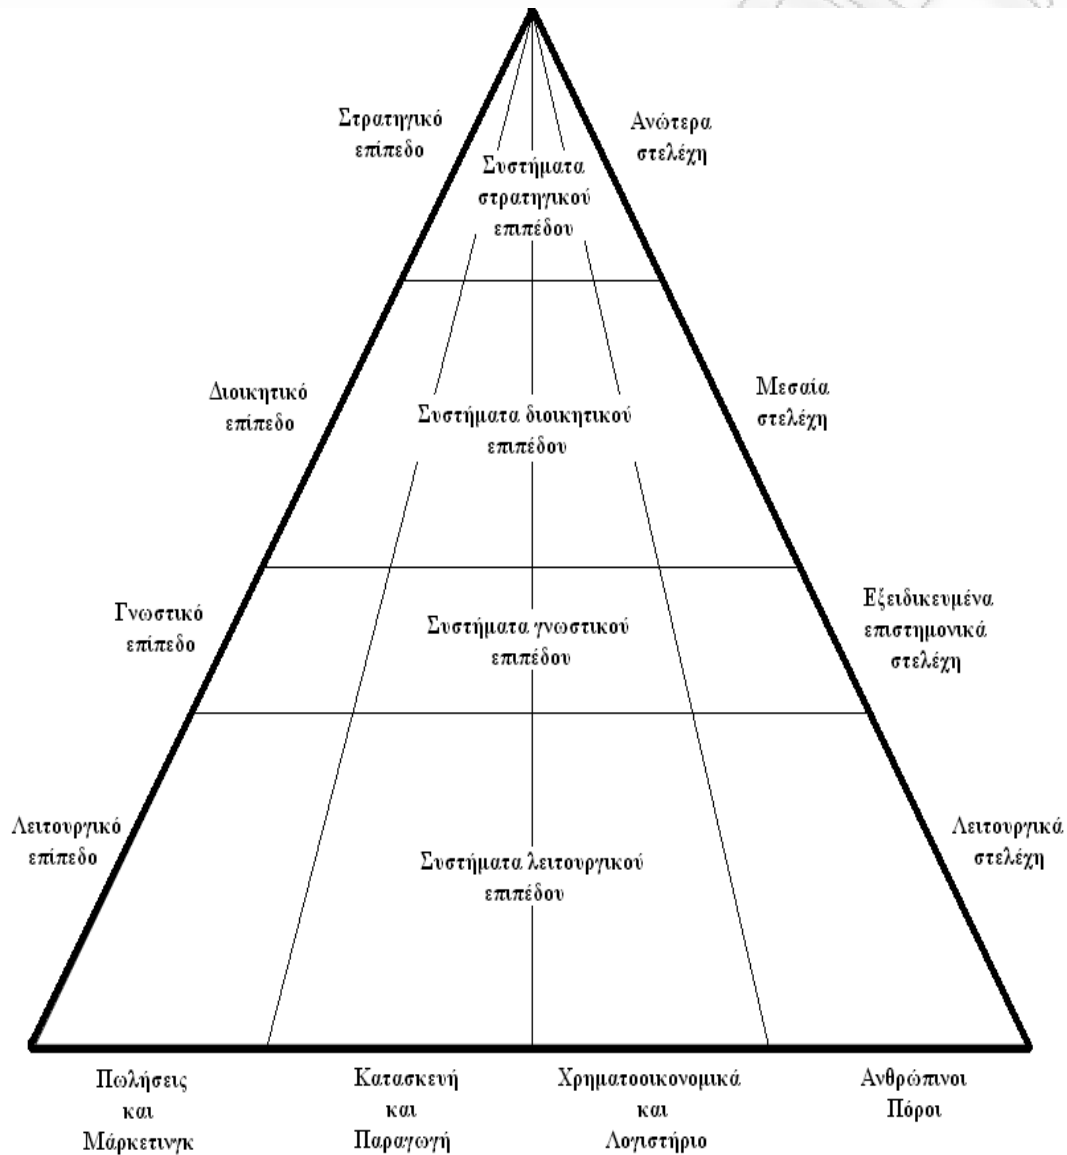 Στρατηγικό
επίπεδο
Ανώτερα
στελέχη
Συστήματα
στρατηγικού
επιπέδου
Διοικητικό
επίπεδο
Μεσαία
στελέχη
Συστήματα διοικητικού
επιπέδου
Γνωστικό
επίπεδο
Εξειδικευμένα
επιστημονικά
στελέχη
Συστήματα γνωστικού
επιπέδου
Λειτουργικό
επίπεδο
Λειτουργικά
στελέχη
Συστήματα λειτουργικού
επιπέδου
Πωλήσεις
και
Μάρκετινγκ
Κατασκευή
και
Παραγωγή
Χρηματοοικονομικά
και
Λογιστήριο
Ανθρώπινοι
Πόροι